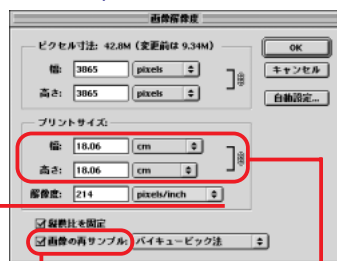 画像解像度
ピクセル寸法: 42.8M (変更前は 9.34M)
幅: 3865 pixels
高さ: 3865 pixels
プリントサイズ:
幅: 18.06 cm
高さ: 18.06 cm
解像度: 214 pixels/inch
縦横比を固定
画像の再サンプル: バイキュービック法
OK
キャンセル
自動設定...